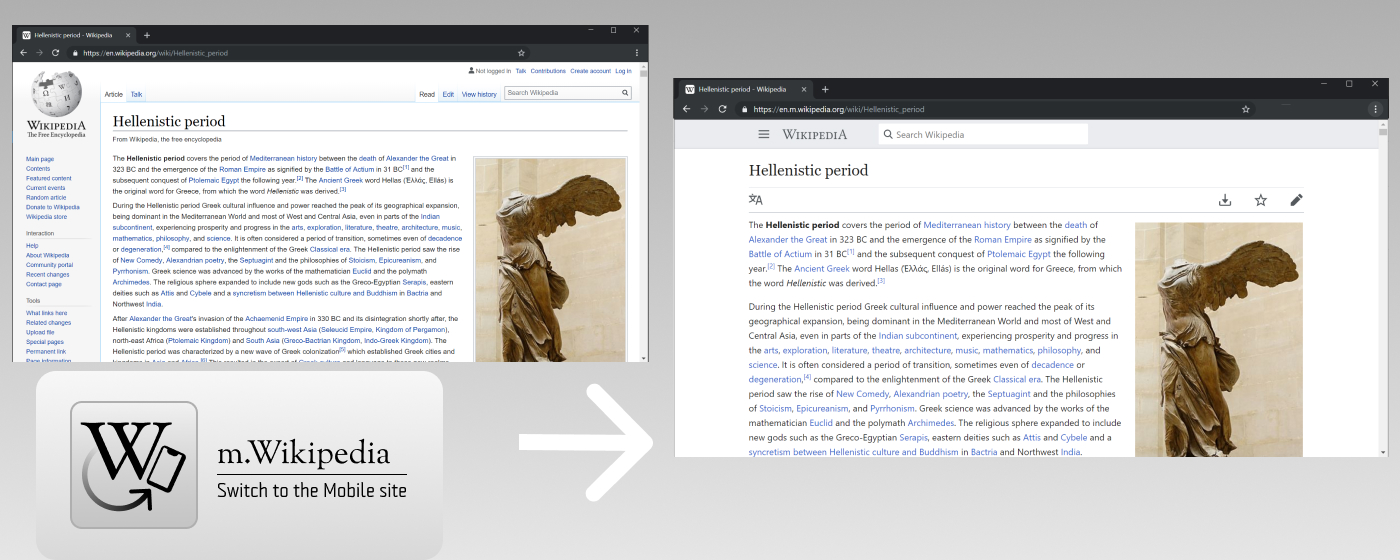 Hellenistic period - Wikipedia
https://en.wikipedia.org/wiki/Hellenistic_period
WIKIPEDIA
The Free Encyclopedia
Main page
Contents
Featured content
Current events
Random article
Donate to Wikipedia
Wikipedia store
Interaction
Help
About Wikipedia
Community portal
Recent changes
Contact page
Tools
What links here
Related changes
Upload file
Special pages
Permanent link
Page information
Not logged in Talk Contributions Create account Log in
Article Talk Read Edit View history Search Wikipedia
Hellenistic period
From Wikipedia, the free encyclopedia
The Hellenistic period covers the period of Mediterranean history between the death of Alexander the Great in
323 BC and the emergence of the Roman Empire as signified by the Battle of Actium in 31 BC[1] and the
subsequent conquest of Ptolemaic Egypt the following year.[2] The Ancient Greek word Hellas (Ἑλλάς, Ellás) is
the original word for Greece, from which the word Hellenistic was derived.[3]
During the Hellenistic period Greek cultural influence and power reached the peak of its geographical expansion,
being dominant in the Mediterranean World and most of West and Central Asia, even in parts of the Indian
subcontinent, experiencing prosperity and progress in the arts, exploration, literature, theatre, architecture, music,
mathematics, philosophy, and science. It is often considered a period of transition, sometimes even of decadence
or degeneration,[4] compared to the enlightenment of the Greek Classical era. The Hellenistic period saw the rise
of New Comedy, Alexandrian poetry, the Septuagint and the philosophies of Stoicism, Epicureanism, and
Pyrrhonism. Greek science was advanced by the works of the mathematician Euclid and the polymath
Archimedes. The religious sphere expanded to include new gods such as the Greco-Egyptian Serapis, eastern
deities such as Attis and Cybele and a syncretism between Hellenistic culture and Buddhism in Bactria and
Northwest India.
After Alexander the Great's invasion of the Achaemenid Empire in 330 BC and its disintegration shortly after, the
Hellenistic kingdoms were established throughout south-west Asia (Seleucid Empire, Kingdom of Pergamon),
north-east Africa (Ptolemaic Kingdom) and South Asia (Greco-Bactrian Kingdom, Indo-Greek Kingdom). The
Hellenistic period was characterized by a new wave of Greek colonization[5] which established Greek cities and
kingdoms in Asia and Africa.[6] This resulted in the export of Greek culture and language to these new realms
W
m.Wikipedia
Switch to the Mobile site
Hellenistic period - Wikipedia
https://en.m.wikipedia.org/wiki/Hellenistic_period
WIKIPEDIA Search Wikipedia
Hellenistic period
The Hellenistic period covers the period of Mediterranean history between the death of
Alexander the Great in 323 BC and the emergence of the Roman Empire as signified by the
Battle of Actium in 31 BC[1] and the subsequent conquest of Ptolemaic Egypt the following
year.[2] The Ancient Greek word Hellas (Ἑλλάς, Ellás) is the original word for Greece, from which
the word Hellenistic was derived.[3]
During the Hellenistic period Greek cultural influence and power reached the peak of its
geographical expansion, being dominant in the Mediterranean World and most of West and
Central Asia, even in parts of the Indian subcontinent, experiencing prosperity and progress in
the arts, exploration, literature, theatre, architecture, music, mathematics, philosophy, and
science. It is often considered a period of transition, sometimes even of decadence or
degeneration,[4] compared to the enlightenment of the Greek Classical era. The Hellenistic
period saw the rise of New Comedy, Alexandrian poetry, the Septuagint and the philosophies
of Stoicism, Epicureanism, and Pyrrhonism. Greek science was advanced by the works of the
mathematician Euclid and the polymath Archimedes. The religious sphere expanded to include
new gods such as the Greco-Egyptian Serapis, eastern deities such as Attis and Cybele and a
syncretism between Hellenistic culture and Buddhism in Bactria and Northwest India.